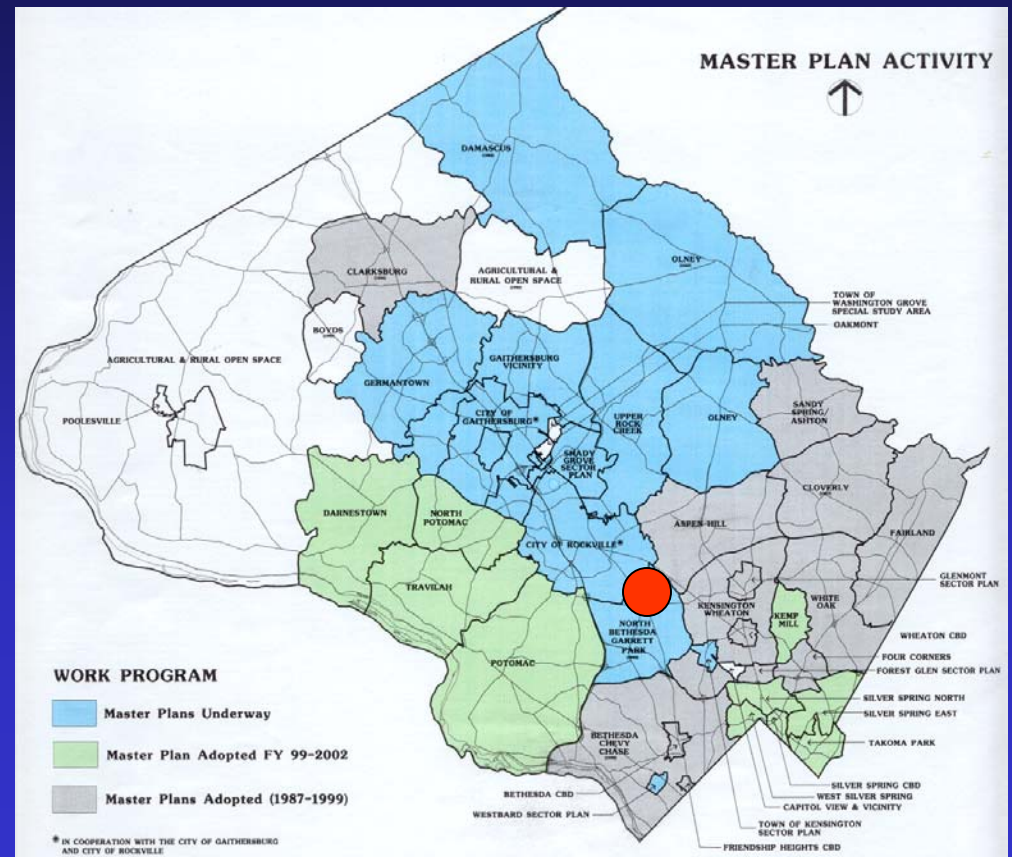 MASTER PLAN ACTIVITY
DAMASCUS
OLNEY
CLARKSBURG
AGRICULTURAL &
RURAL OPEN SPACE
TOWN OF
WASHINGTON GROVE
SPECIAL STUDY AREA
OAKMONT
BOYDS
AGRICULTURAL & RURAL OPEN SPACE
GAITHERSBURG
VICINITY
GERMANTOWN
SANDY
SPRING/
ASHTON
POOLESVILLE
CITY OF
GAITHERSBURG*
UPPER
ROCK
CREEK
OLNEY
SHADY
GROVE
SECTOR
PLAN
CLOVERLY
DARNESTOWN
NORTH
POTOMAC
ASPEN HILL
FAIRLAND
CITY OF ROCKVILLE*
GLENMONT
SECTOR PLAN
TRAVILAH
KENSINGTON
WHEATON
WHITE
OAK
KEMP
MILL
NORTH
BETHESDA
GARRETT
PARK
WHEATON CBD
POTOMAC
FOUR CORNERS
FOREST GLEN SECTOR PLAN
WORK PROGRAM
SILVER SPRING NORTH
Master Plans Underway
SILVER SPRING EAST
BETHESDA
CHEVY
CHASE
TAKOMA PARK
Master Plan Adopted FY 99-2002
SILVER SPRING CBD
BETHESDA CBD
WEST SILVER SPRING
Master Plans Adopted (1987-1999)
CAPITOL VIEW & VICINITY
WESTBARD SECTOR PLAN
TOWN OF KENSINGTON
SECTOR PLAN
* IN COOPERATION WITH THE CITY OF GAITHERSBURG
AND CITY OF ROCKVILLE
FRIENDSHIP HEIGHTS CBD